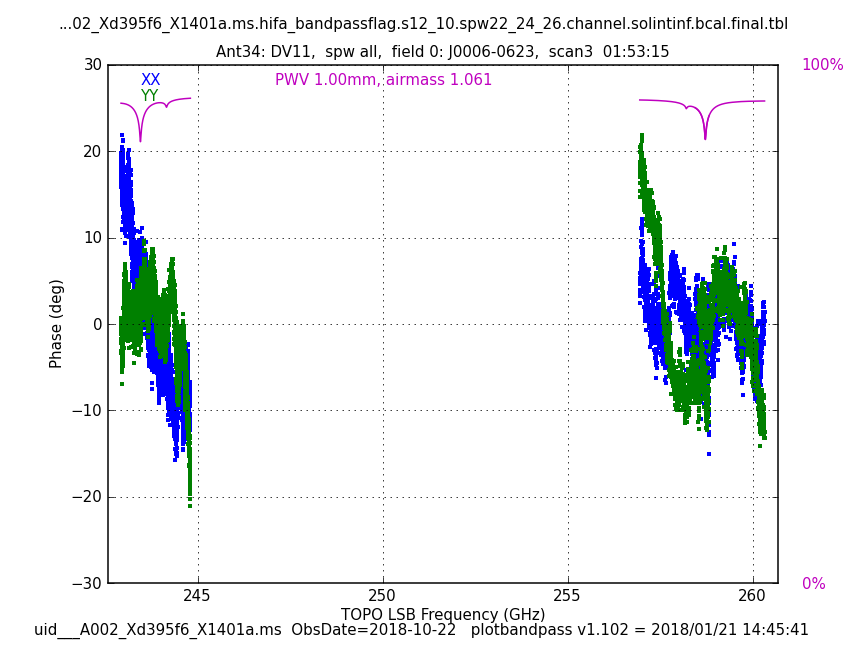 ...02_Xd395f6_X1401a.ms.hifa_bandpassflag.s12_10.spw22_24_26.channel.solintinf.bcal.final.tbl
Ant34: DV11,  spw all,  field 0: J0006-0623,  scan3  01:53:15
30
XX
PWV 1.00mm, airmass 1.061
100%
YY
20
10
Phase (deg)
0
−10
−20
−30
0%
245
250
255
260
TOPO LSB Frequency (GHz)
uid___A002_Xd395f6_X1401a.ms  ObsDate=2018-10-22   plotbandpass v1.102 = 2018/01/21 14:45:41